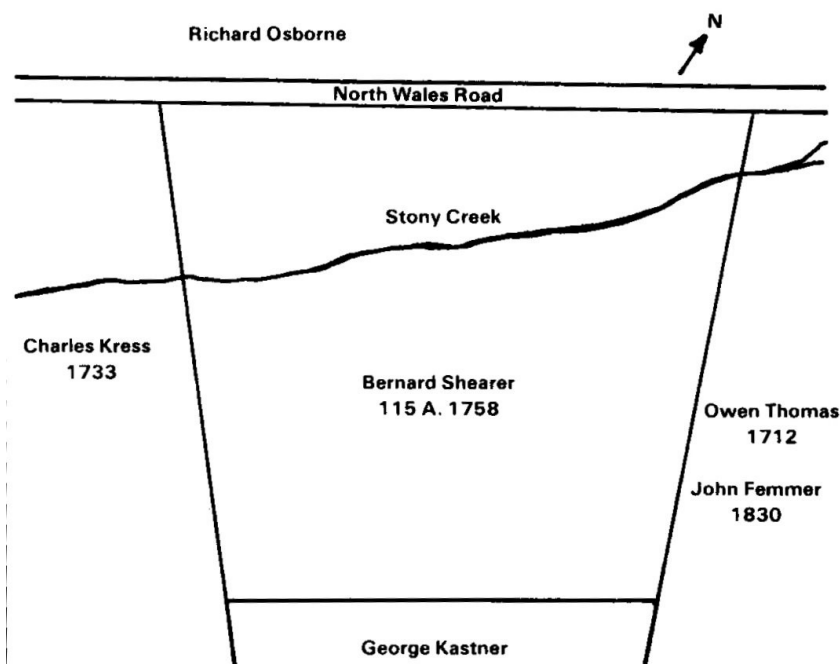 N
Richard Osborne
North Wales Road
Stony Creek
Charles Kress
1733
Bernard Shearer
115 A. 1758
Owen Thomas
1712
John Femmer
1830
George Kastner